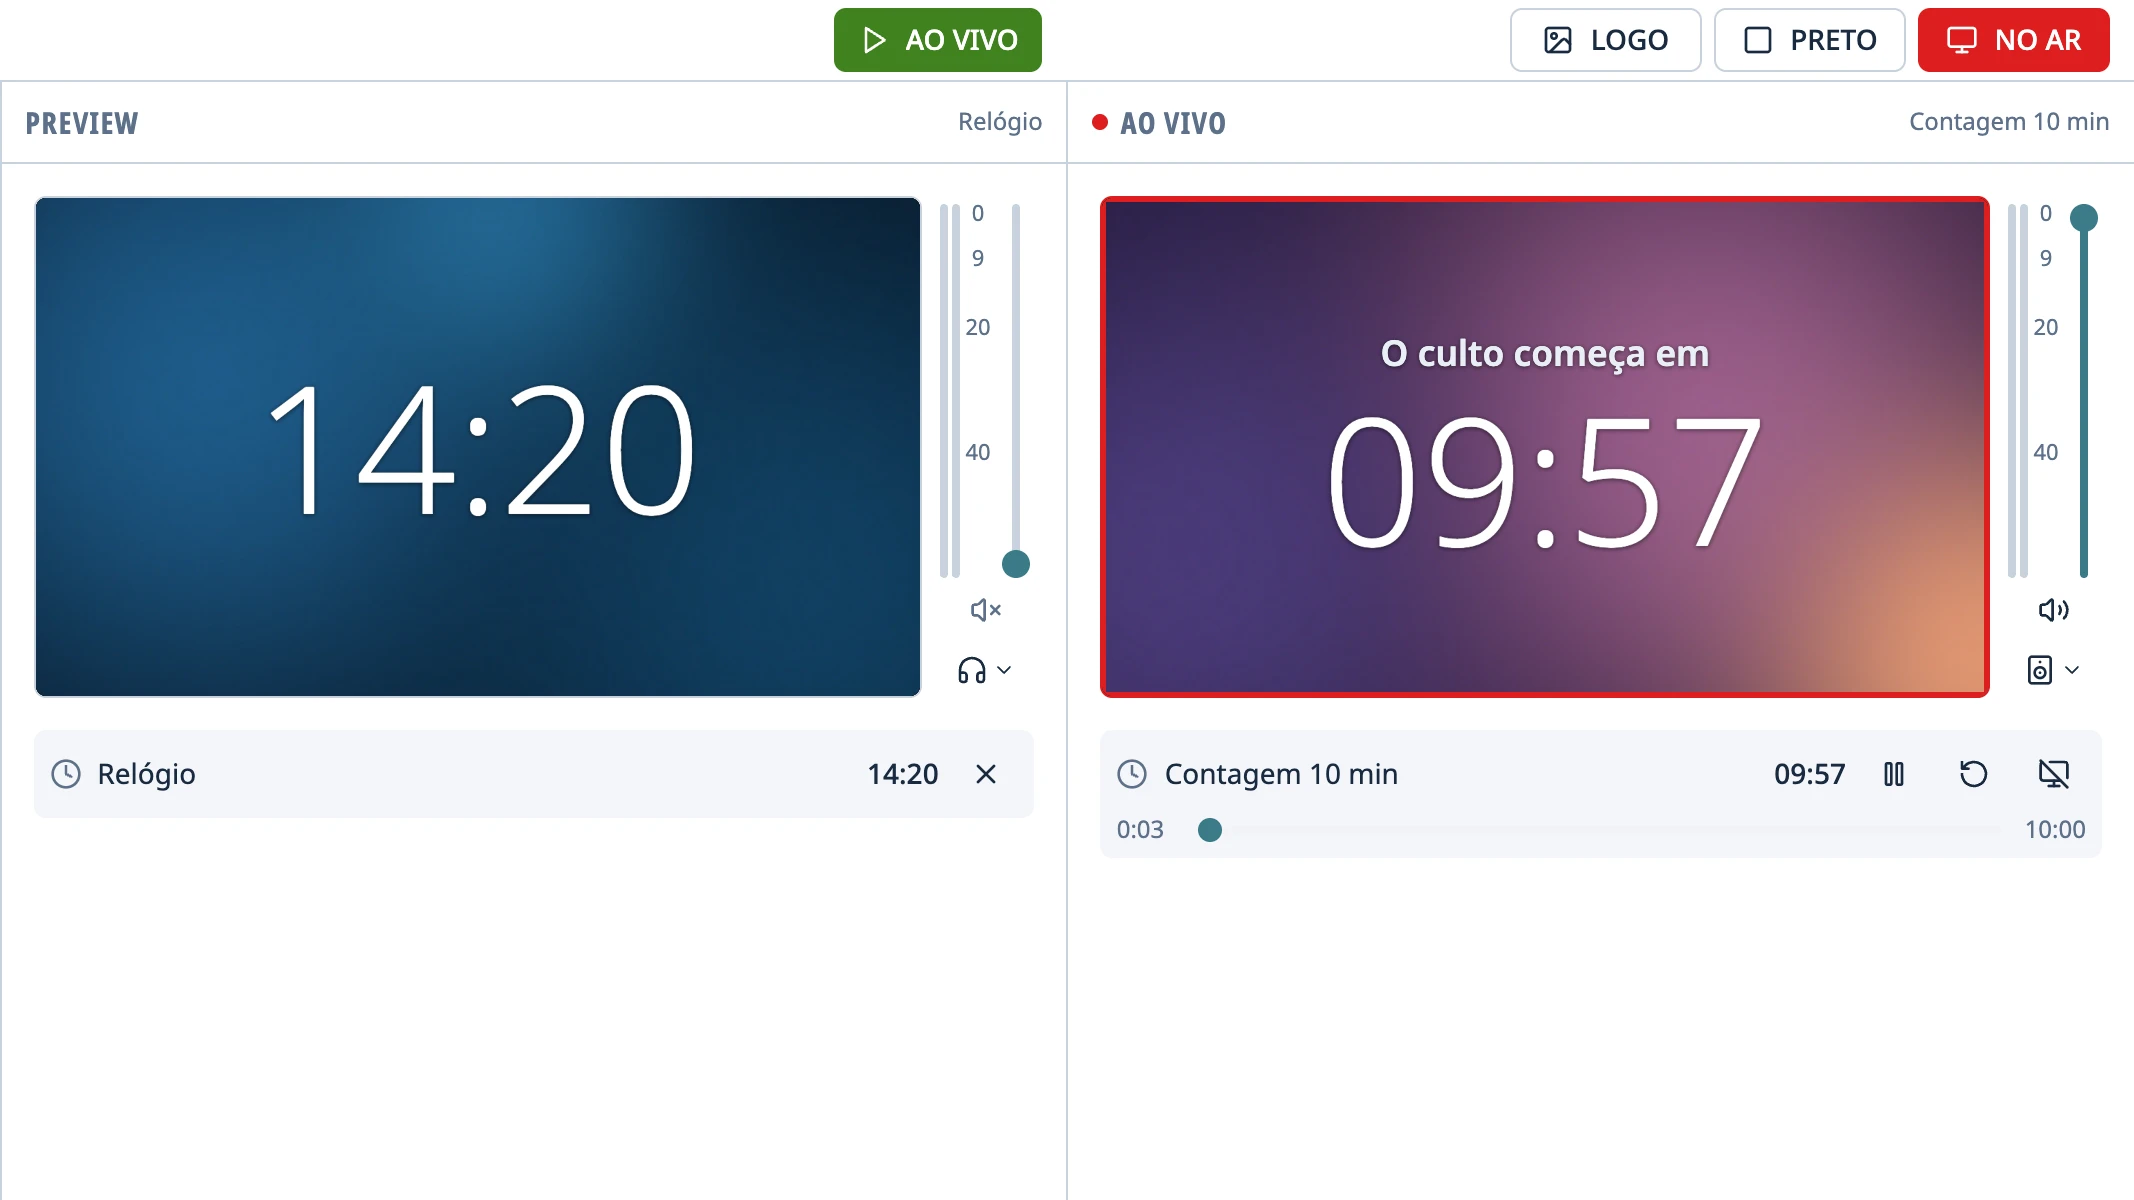 AO VIVO
LOGO
PRETO
NO AR
PREVIEW
Relógio
AO VIVO
Contagem 10 min
14:20
0
9
20
40
O culto começa em
09:57
0
9
20
40
Relógio
14:20
Contagem 10 min
09:57
0:03
10:00